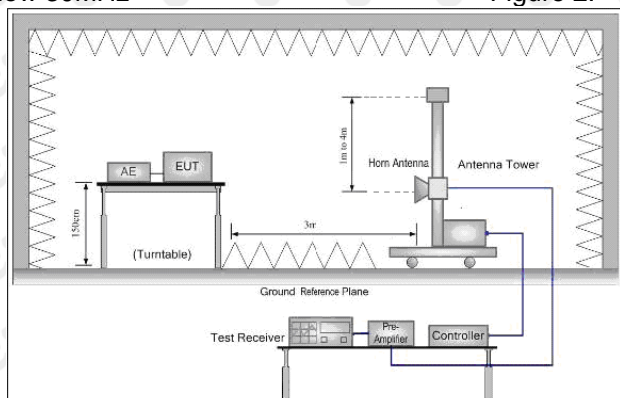 Figure 2.
1m to 4m
Horn Antenna
Antenna Tower
AE
EUT
150cm
3m
(Turntable)
Ground Reference Plane
Test Receiver
Pre-
Amplifier
Controller